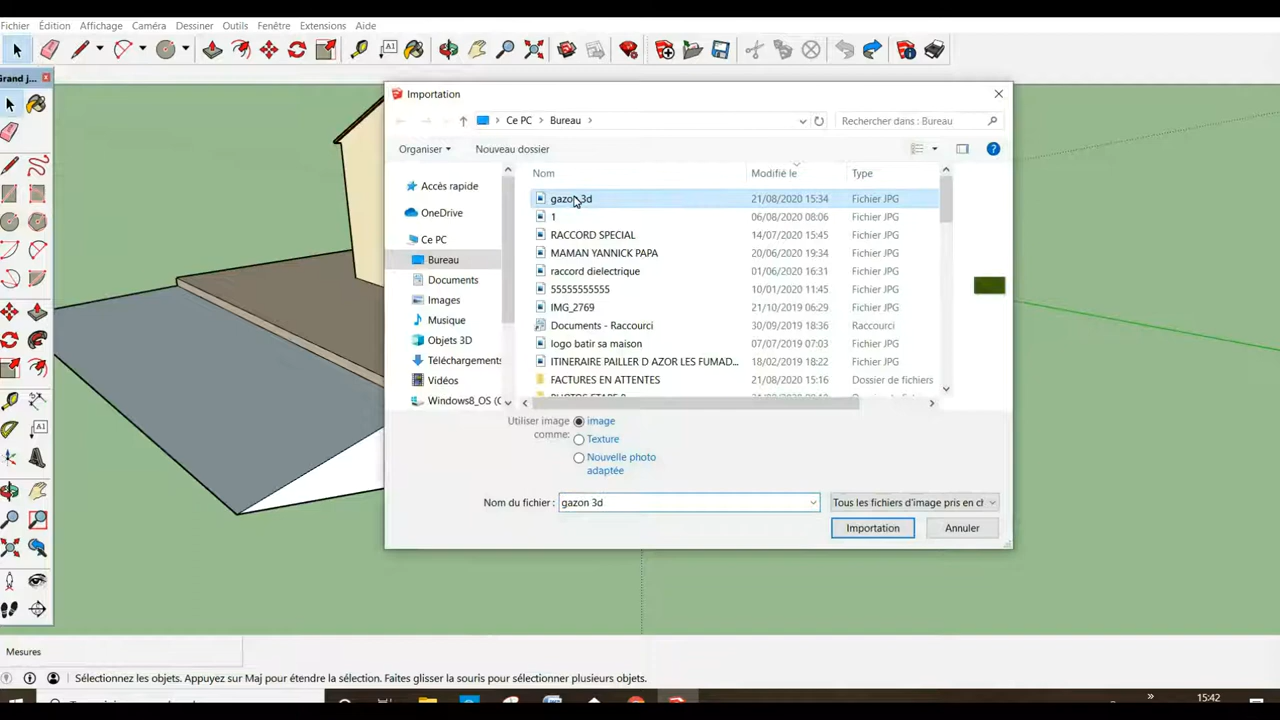 Fichier Édition Affichage Caméra Dessiner Outils Fenêtre Extensions Aide
Grand j...
Importation
Ce PC Bureau
Rechercher dans : Bureau
Organiser Nouveau dossier
Accès rapide
OneDrive
Ce PC
Bureau
Documents
Images
Musique
Objets 3D
Téléchargements
Vidéos
Windows8_OS (C
Nom Modifié le Type
gazon 3d 21/08/2020 15:34 Fichier JPG
1 06/08/2020 08:06 Fichier JPG
RACCORD SPECIAL 14/07/2020 15:45 Fichier JPG
MAMAN YANNICK PAPA 20/06/2020 19:34 Fichier JPG
raccord dielectrique 01/06/2020 16:31 Fichier JPG
55555555555 10/01/2020 11:45 Fichier JPG
IMG_2769 21/10/2019 06:29 Fichier JPG
Documents - Raccourci 30/09/2019 18:36 Raccourci
logo batir sa maison 07/07/2019 07:03 Fichier JPG
ITINERAIRE PAILLER D AZOR LES FUMAD... 18/02/2019 18:22 Fichier JPG
FACTURES EN ATTENTES 21/08/2020 15:16 Dossier de fichiers
Utiliser image
comme:
image
Texture
Nouvelle photo
adaptée
Nom du fichier : gazon 3d
Tous les fichiers d'image pris en cl
Importation Annuler
Mesures
Sélectionnez les objets. Appuyez sur Maj pour étendre la sélection. Faites glisser la souris pour sélectionner plusieurs objets.
15:42